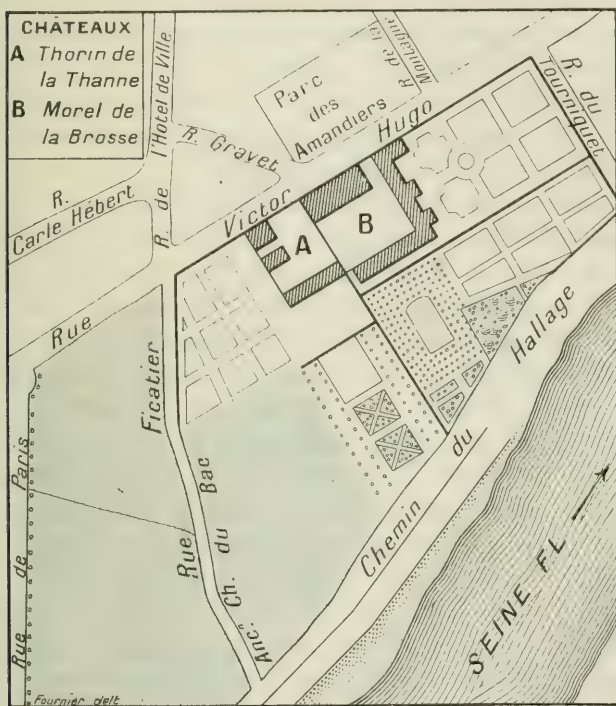 CHÂTEAUX
A Thorin de
la Thanne
B Morel de
la Brosse
R. de l'Hotel de Ville
R. de la
Montagne
Parc
des
Amandiers
R. du
Tourniquet
R. Gravet
R.
Carle Hébert
Rue Victor Hugo
A
B
Rue Ficatier
Ancn Ch. du Bac
Rue de Paris
Chemin du Hallage
SEINE FL
Fournier delt